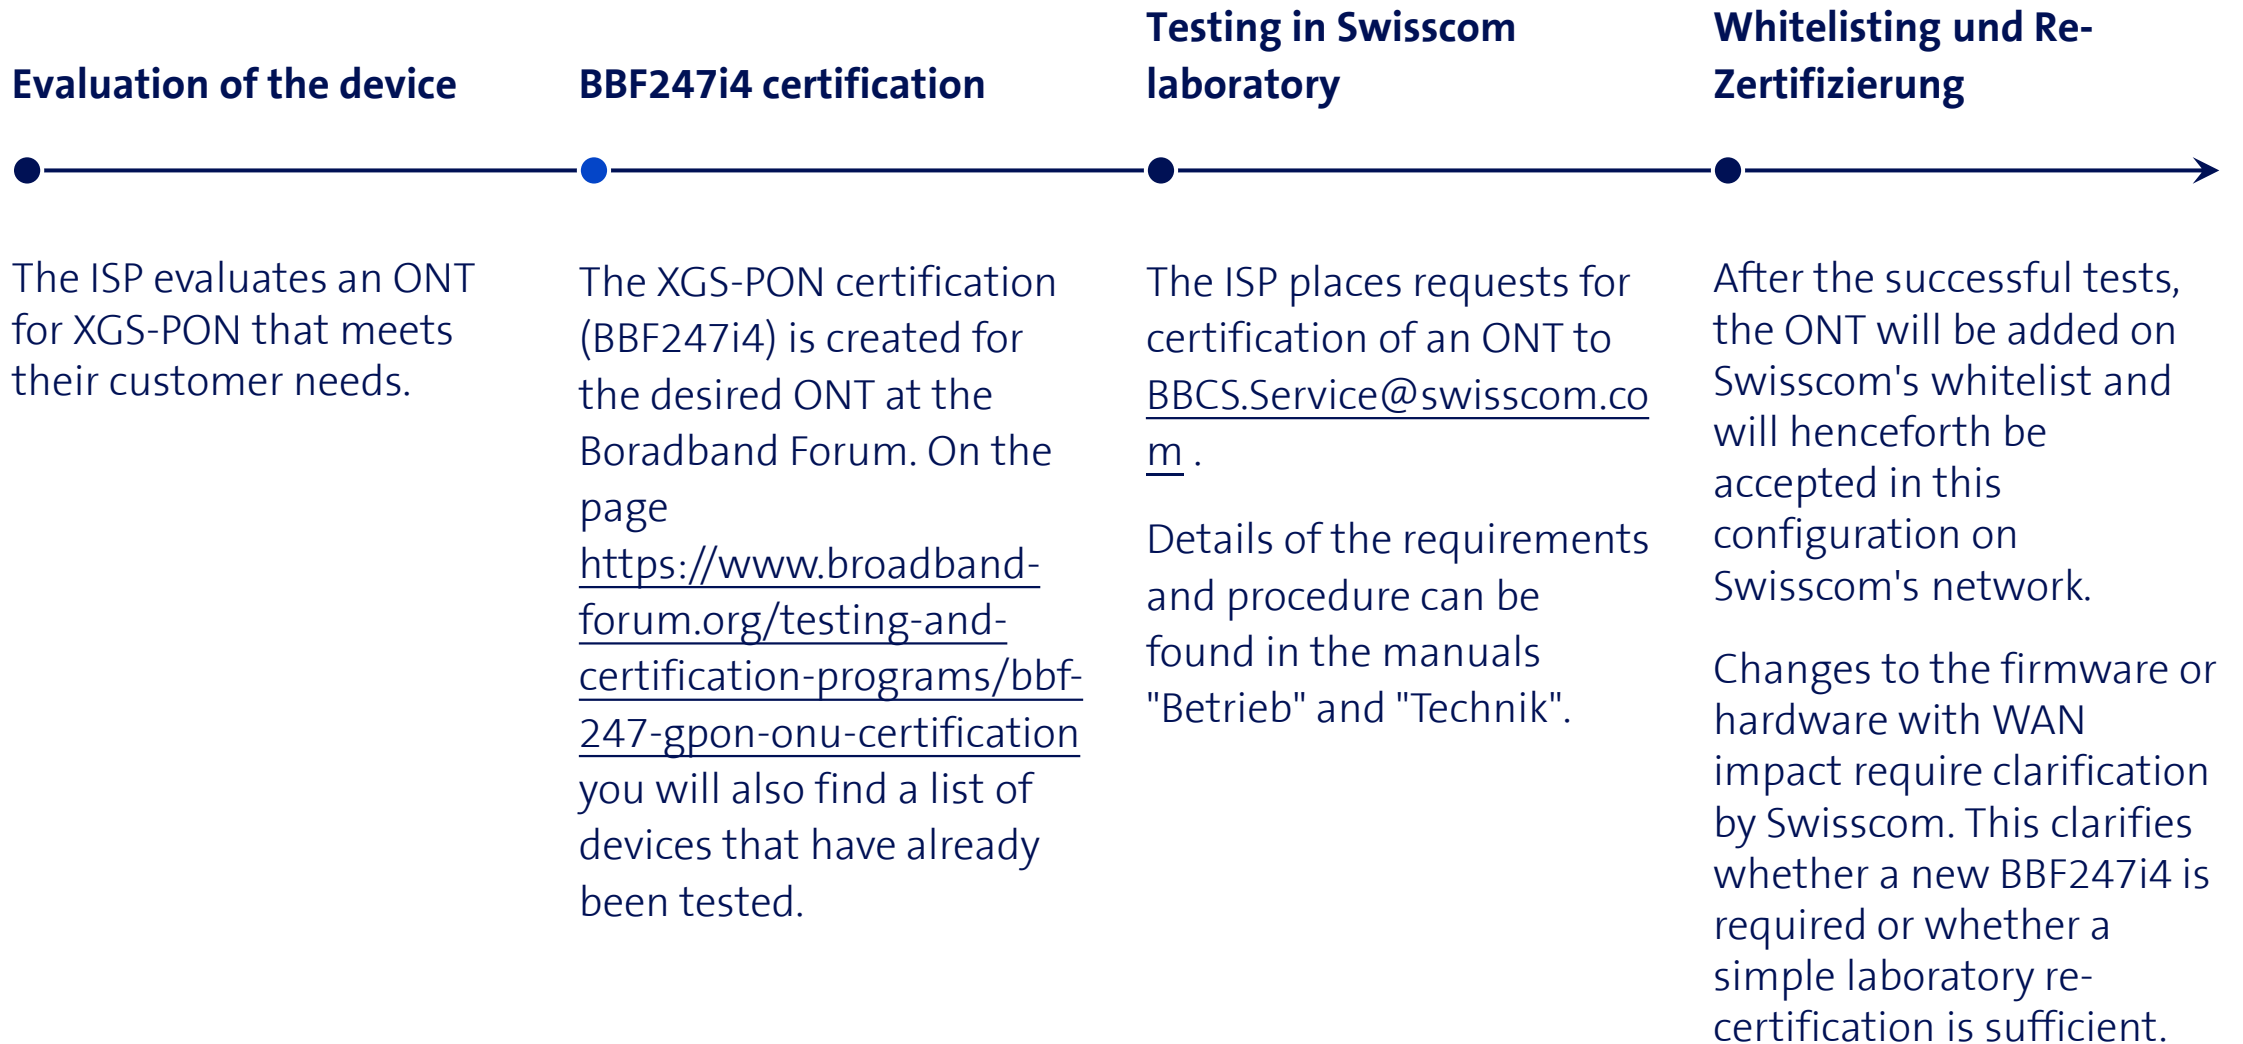 Evaluation of the device
The ISP evaluates an ONT
for XGS-PON that meets
their customer needs.
BBF247i4 certification
The XGS-PON certification
(BBF247i4) is created for
the desired ONT at the
Boradband Forum. On the
page
https://www.broadband-
forum.org/testing-and-
certification-programs/bbf-
247-gpon-onu-certification
you will also find a list of
devices that have already
been tested.
Testing in Swisscom
laboratory
The ISP places requests for
certification of an ONT to
BBCS.Service@swisscom.co
m .
Details of the requirements
and procedure can be
found in the manuals
"Betrieb" and "Technik".
Whitelisting und Re-
Zertifizierung
After the successful tests,
the ONT will be added on
Swisscom's whitelist and
will henceforth be
accepted in this
configuration on
Swisscom's network.
Changes to the firmware or
hardware with WAN
impact require clarification
by Swisscom. This clarifies
whether a new BBF247i4 is
required or whether a
simple laboratory re-
certification is sufficient.